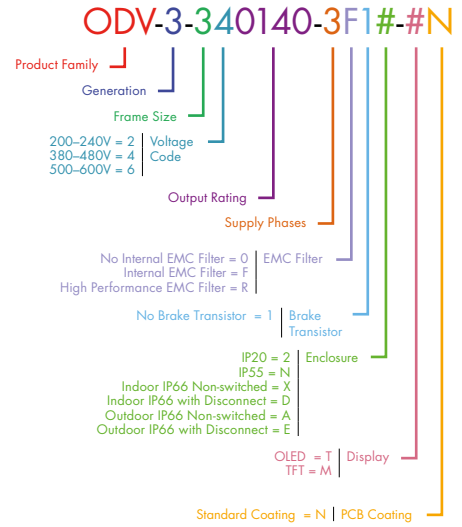 ODV-3-340140-3F1#-#N
Product Family
Generation
Frame Size
200–240V = 2 Voltage
380–480V = 4 Code
500–600V = 6
Output Rating
Supply Phases
No Internal EMC Filter = 0 EMC Filter
Internal EMC Filter = F
High Performance EMC Filter = R
No Brake Transistor = 1 Brake
Transistor
IP20 = 2 Enclosure
IP55 = N
Indoor IP66 Non-switched = X
Indoor IP66 with Disconnect = D
Outdoor IP66 Non-switched = A
Outdoor IP66 with Disconnect = E
OLED = T Display
TFT = M
Standard Coating = N PCB Coating